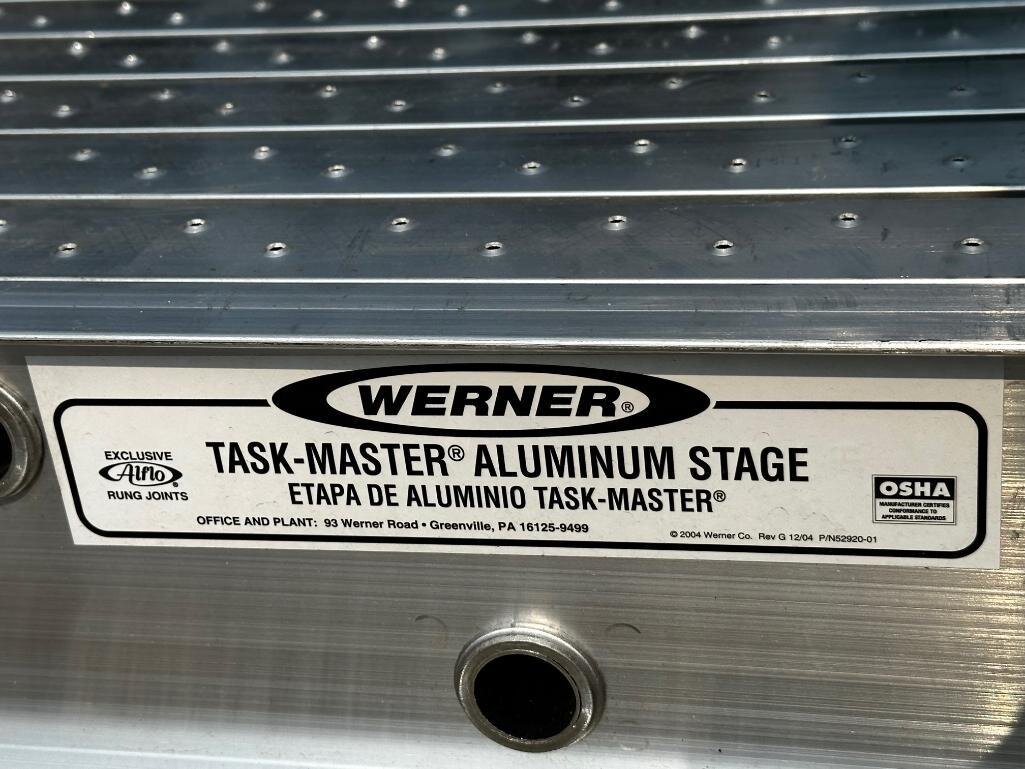 WERNER®
TASK-MASTER® ALUMINUM STAGE
ETAPA DE ALUMINIO TASK-MASTER®
EXCLUSIVE
Alflo®
RUNG JOINTS
OFFICE AND PLANT: 93 Werner Road • Greenville, PA 16125-9499
OSHA
MANUFACTURER CERTIFIES
CONFORMANCE TO
APPLICABLE STANDARDS
© 2004 Werner Co. Rev G 12/04 P/N52920-01